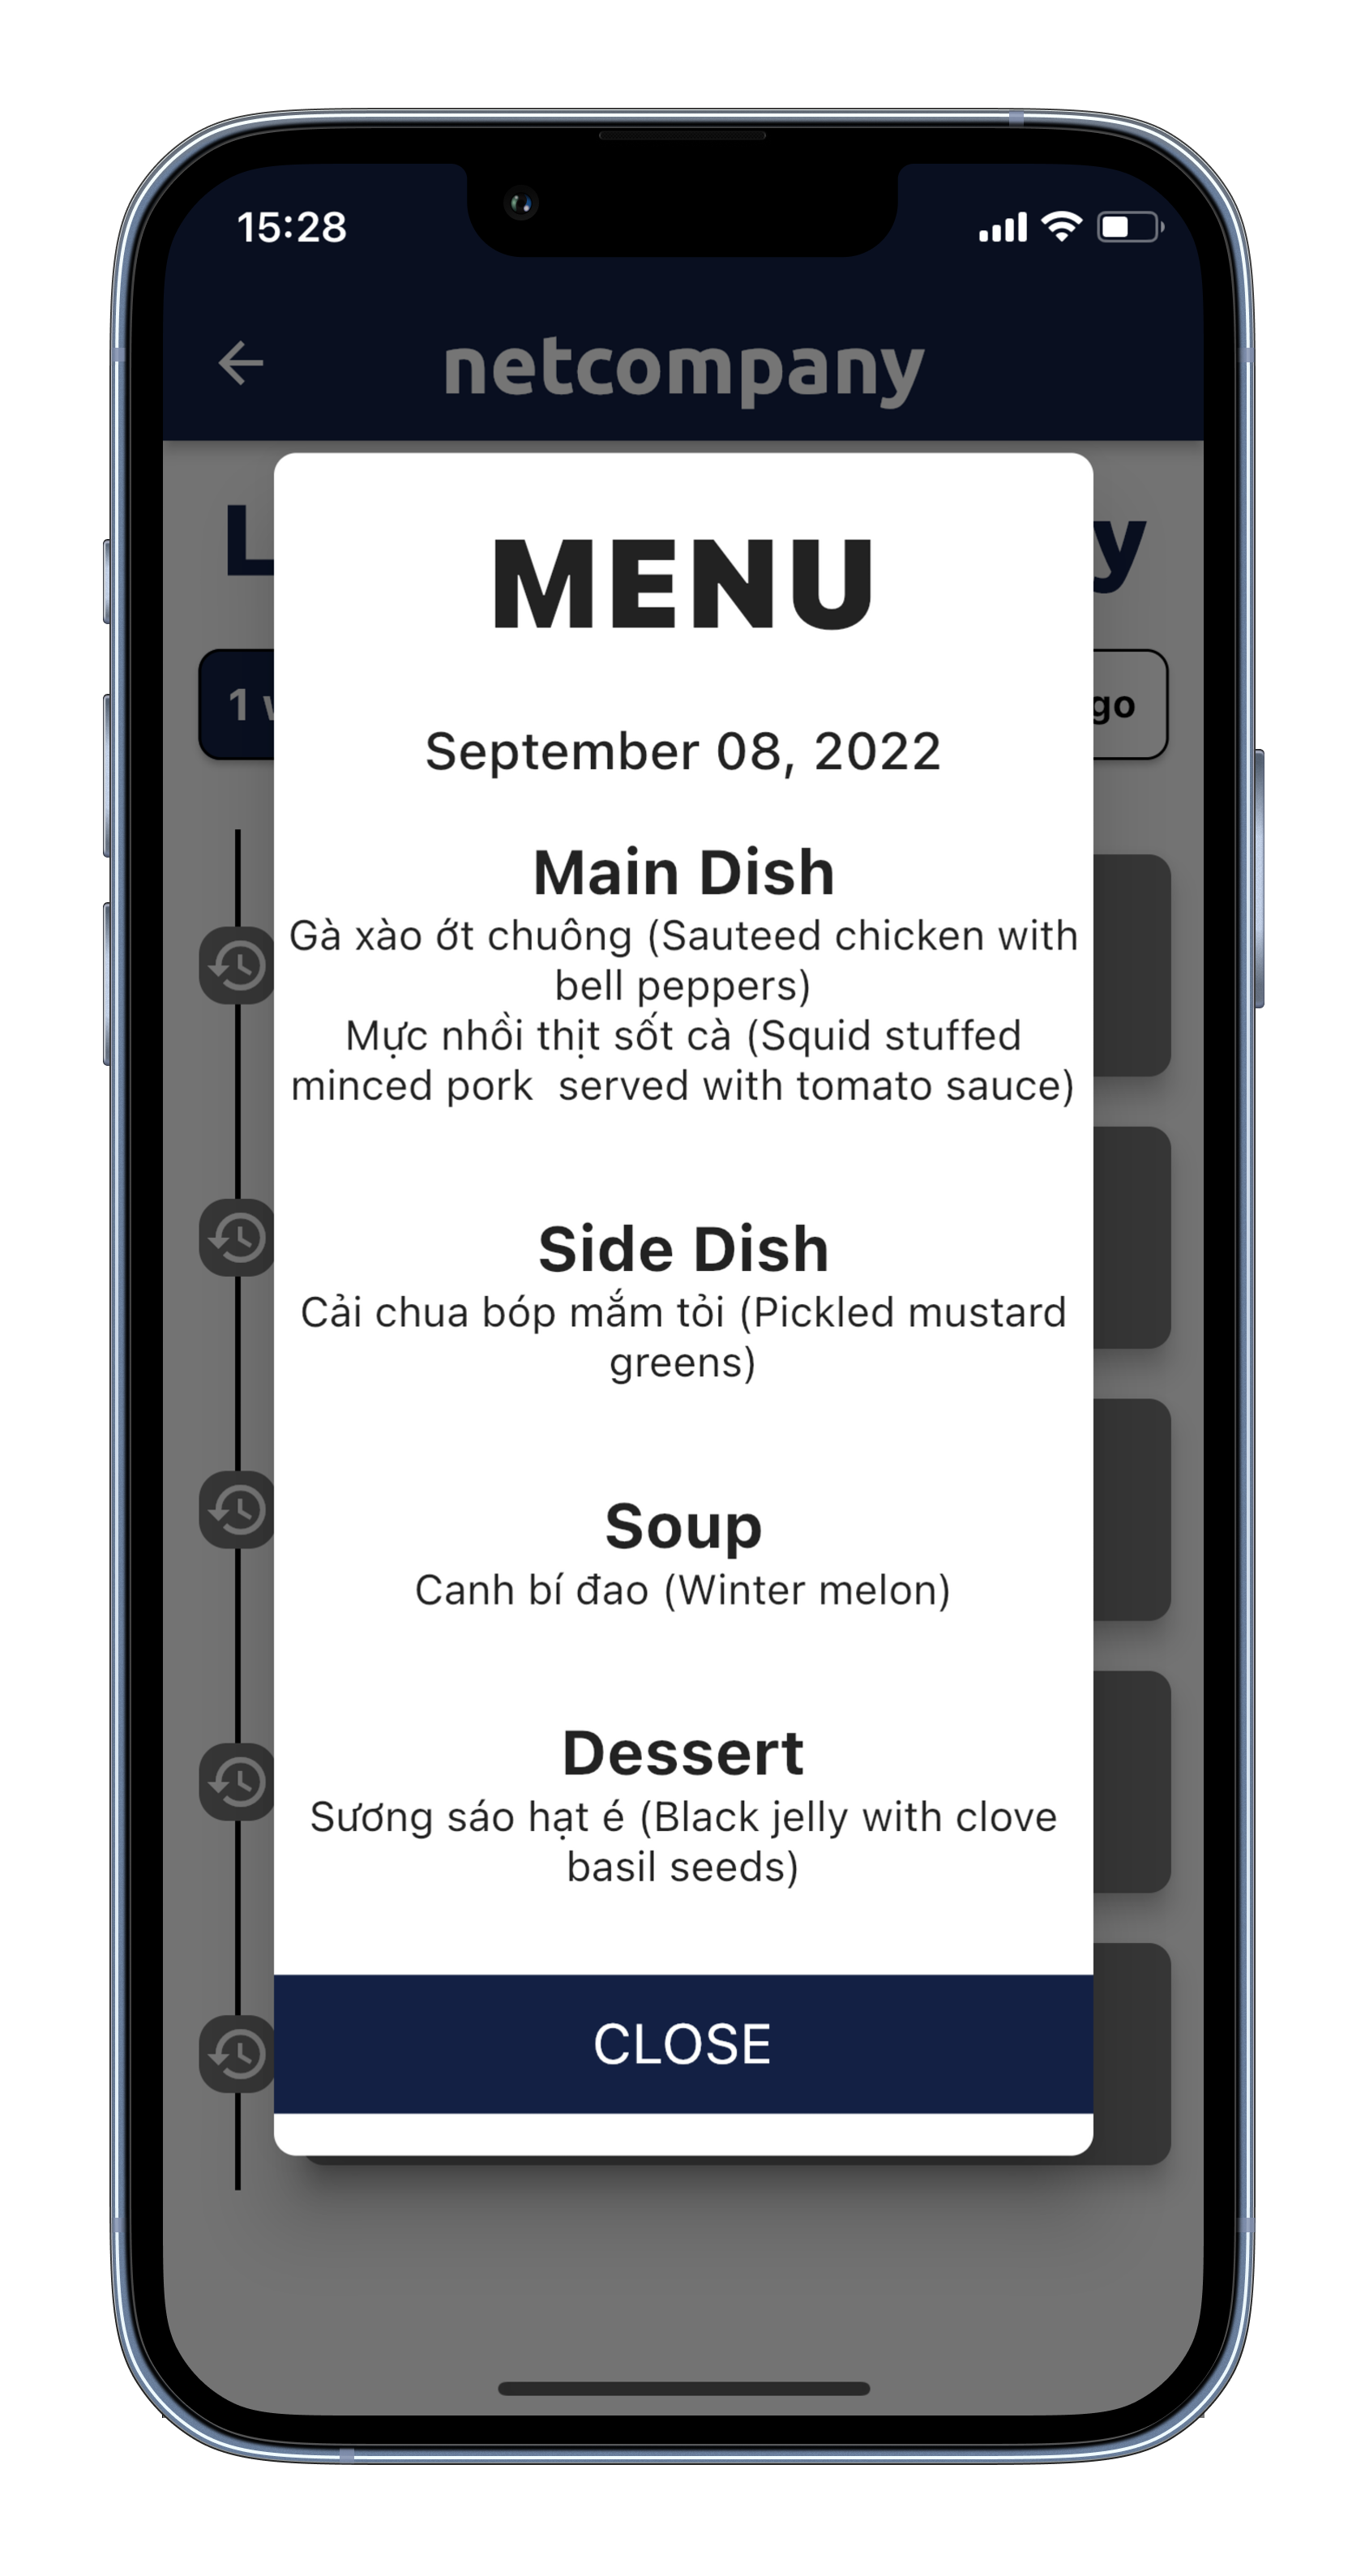 15:28
netcompany
MENU
September 08, 2022
Main Dish
Gà xào ớt chuông (Sauteed chicken with
bell peppers)
Mực nhồi thịt sốt cà (Squid stuffed
minced pork  served with tomato sauce)
Side Dish
Cải chua bóp mắm tỏi (Pickled mustard
greens)
Soup
Canh bí đao (Winter melon)
Dessert
Sương sáo hạt é (Black jelly with clove
basil seeds)
CLOSE